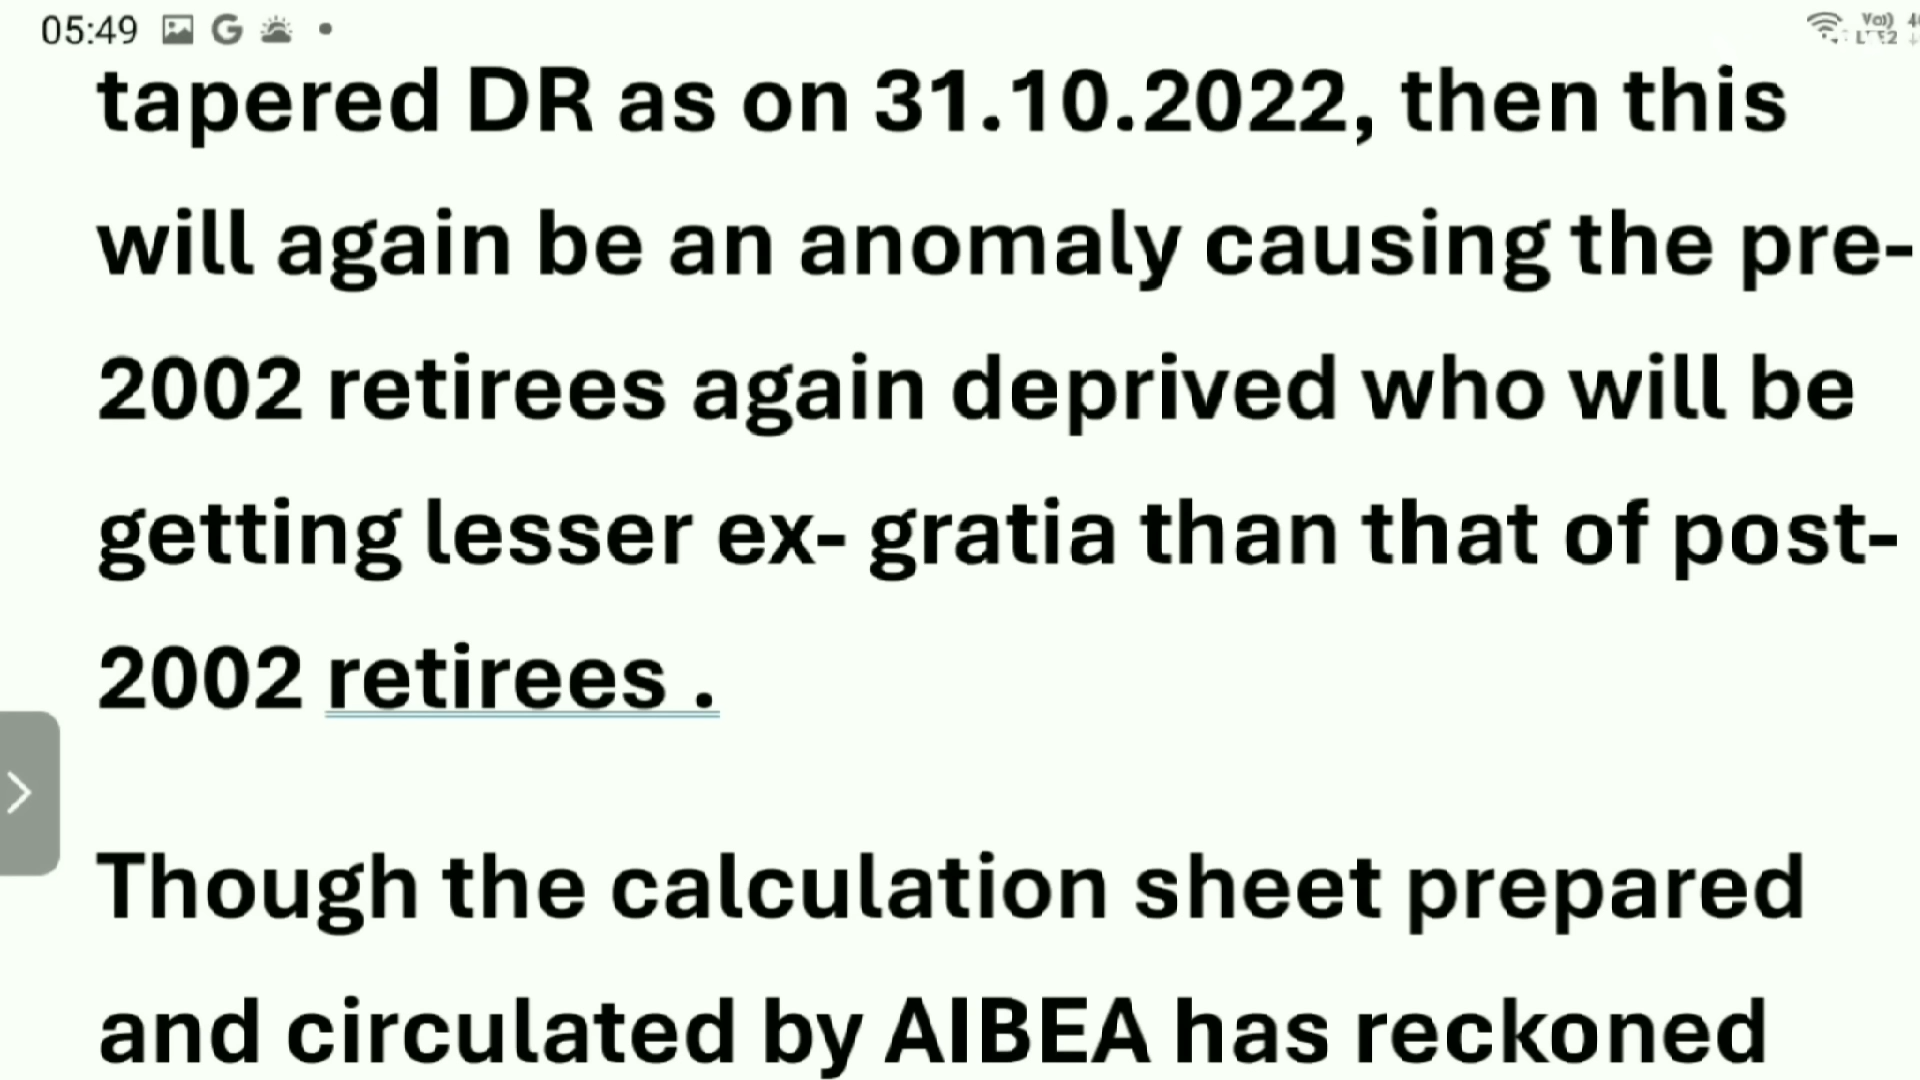 05:49
tapered DR as on 31.10.2022, then this
will again be an anomaly causing the pre-
2002 retirees again deprived who will be
getting lesser ex- gratia than that of post-
2002 retirees .
Though the calculation sheet prepared
and circulated by AIBEA has reckoned